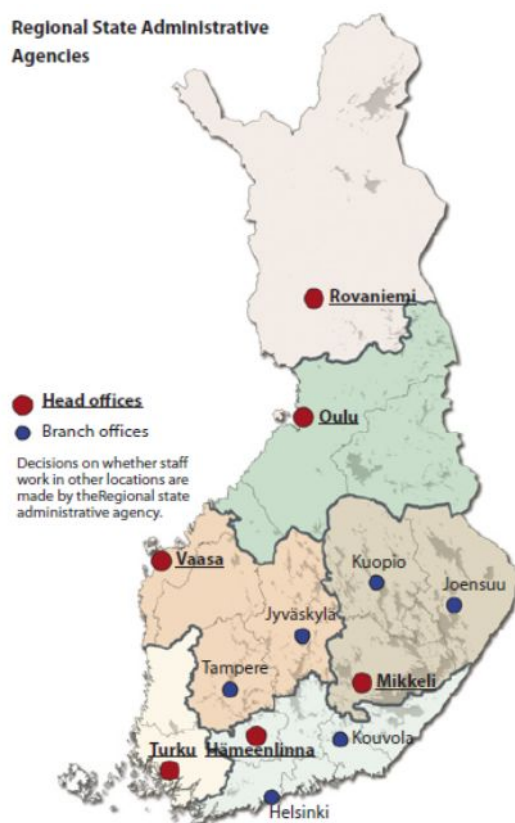 Regional State Administrative
Agencies
Rovaniemi
Head offices
Oulu
Branch offices
Decisions on whether staff
work in other locations are
made by theRegional state
administrative agency.
Vaasa
Kuopio
Joensuu
Jyväskylä
Tampere
Mikkeli
Turku Hämeenlinna
Kouvola
Helsinki